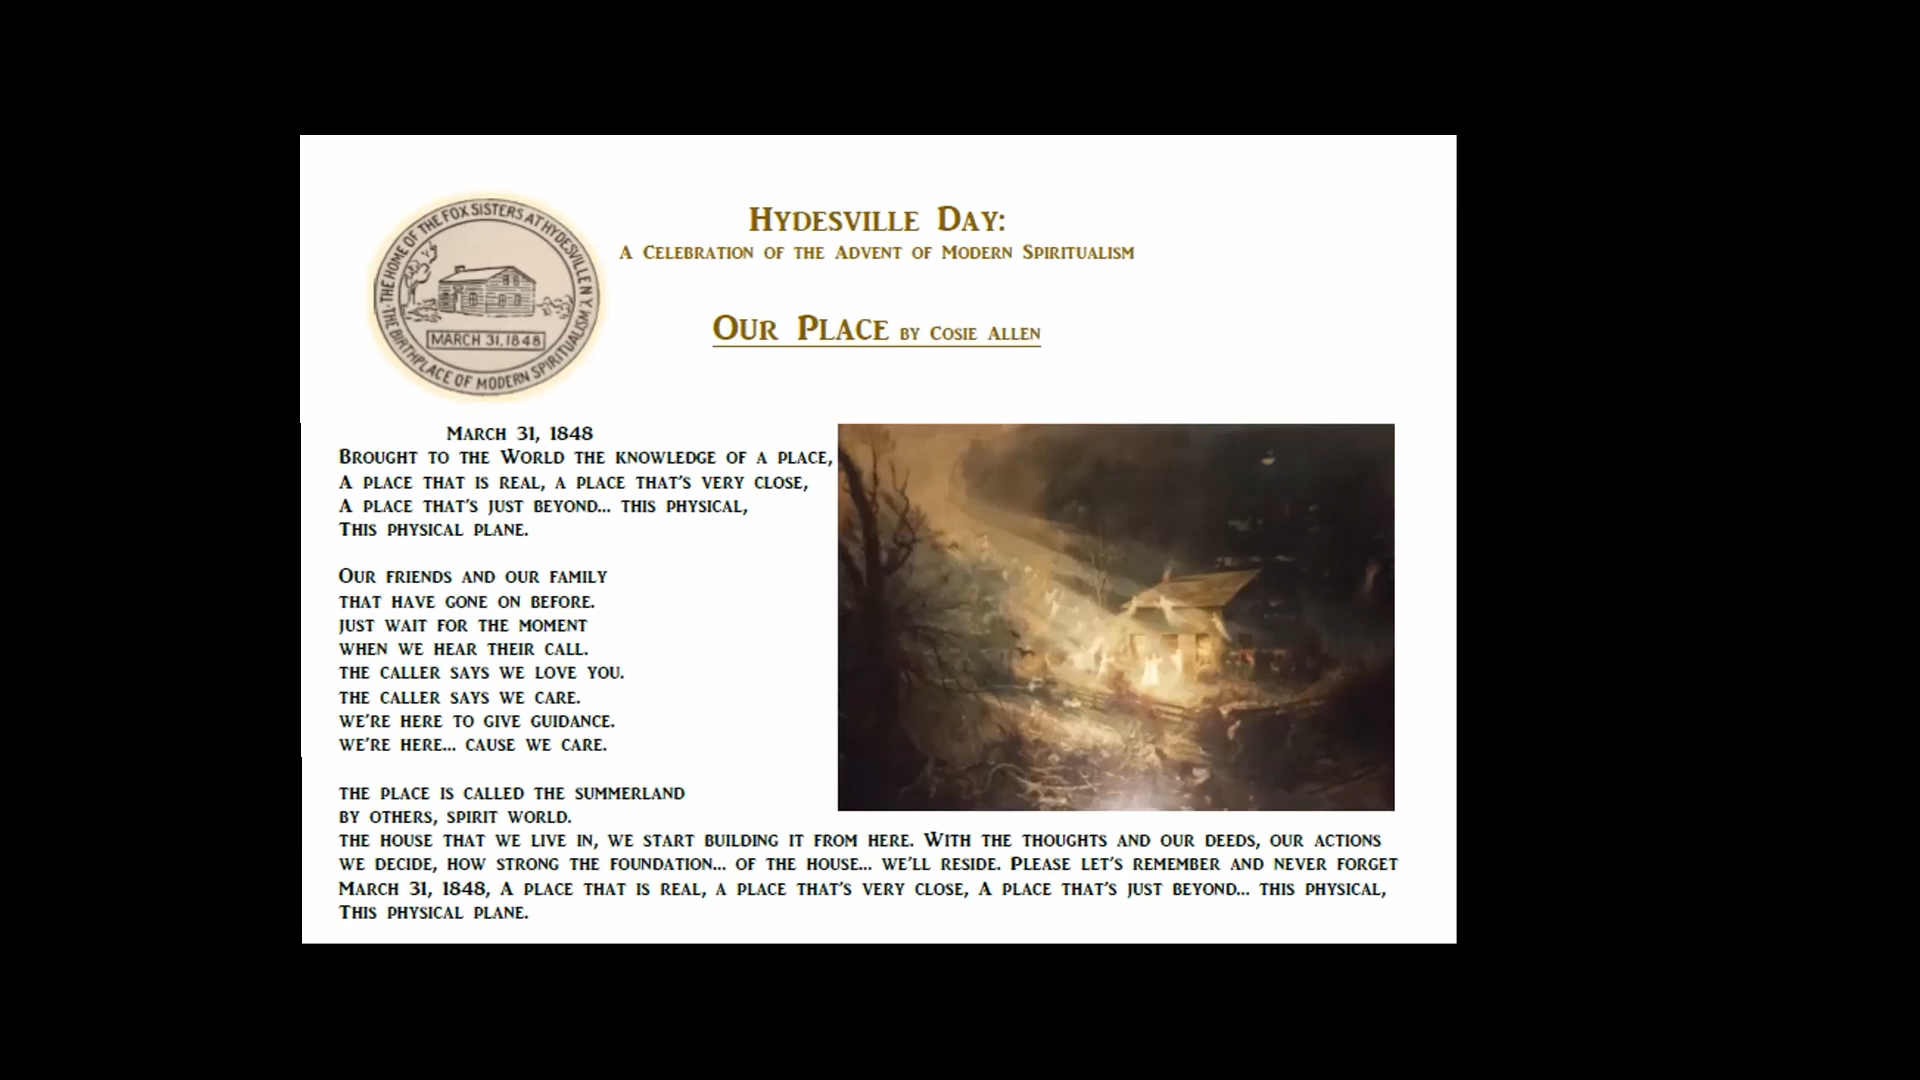 THE HOME OF THE FOX SISTERS AT HYDESVILLE N.Y.
MARCH 31, 1848
THE BIRTHPLACE OF MODERN SPIRITUALISM
Hydesville Day:
A Celebration of the Advent of Modern Spiritualism
Our Place by Cosie Allen
March 31, 1848
Brought to the World the knowledge of a place,
A place that is real, a place that's very close,
A place that's just beyond... this physical,
This physical plane.
Our friends and our family
that have gone on before.
just wait for the moment
when we hear their call.
the caller says we love you.
the caller says we care.
we're here to give guidance.
we're here... cause we care.
the place is called the summerland
by others, spirit world.
the house that we live in, we start building it from here. With the thoughts and our deeds, our actions
we decide, how strong the foundation... of the house... we'll reside. Please let's remember and never forget
March 31, 1848, A place that is real, a place that's very close, A place that's just beyond... this physical,
This physical plane.